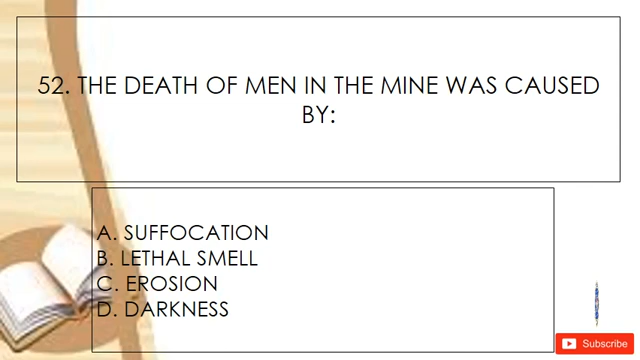 52. THE DEATH OF MEN IN THE MINE WAS CAUSED
BY:
A. SUFFOCATION
B. LETHAL SMELL
C. EROSION
D. DARKNESS
Subscribe